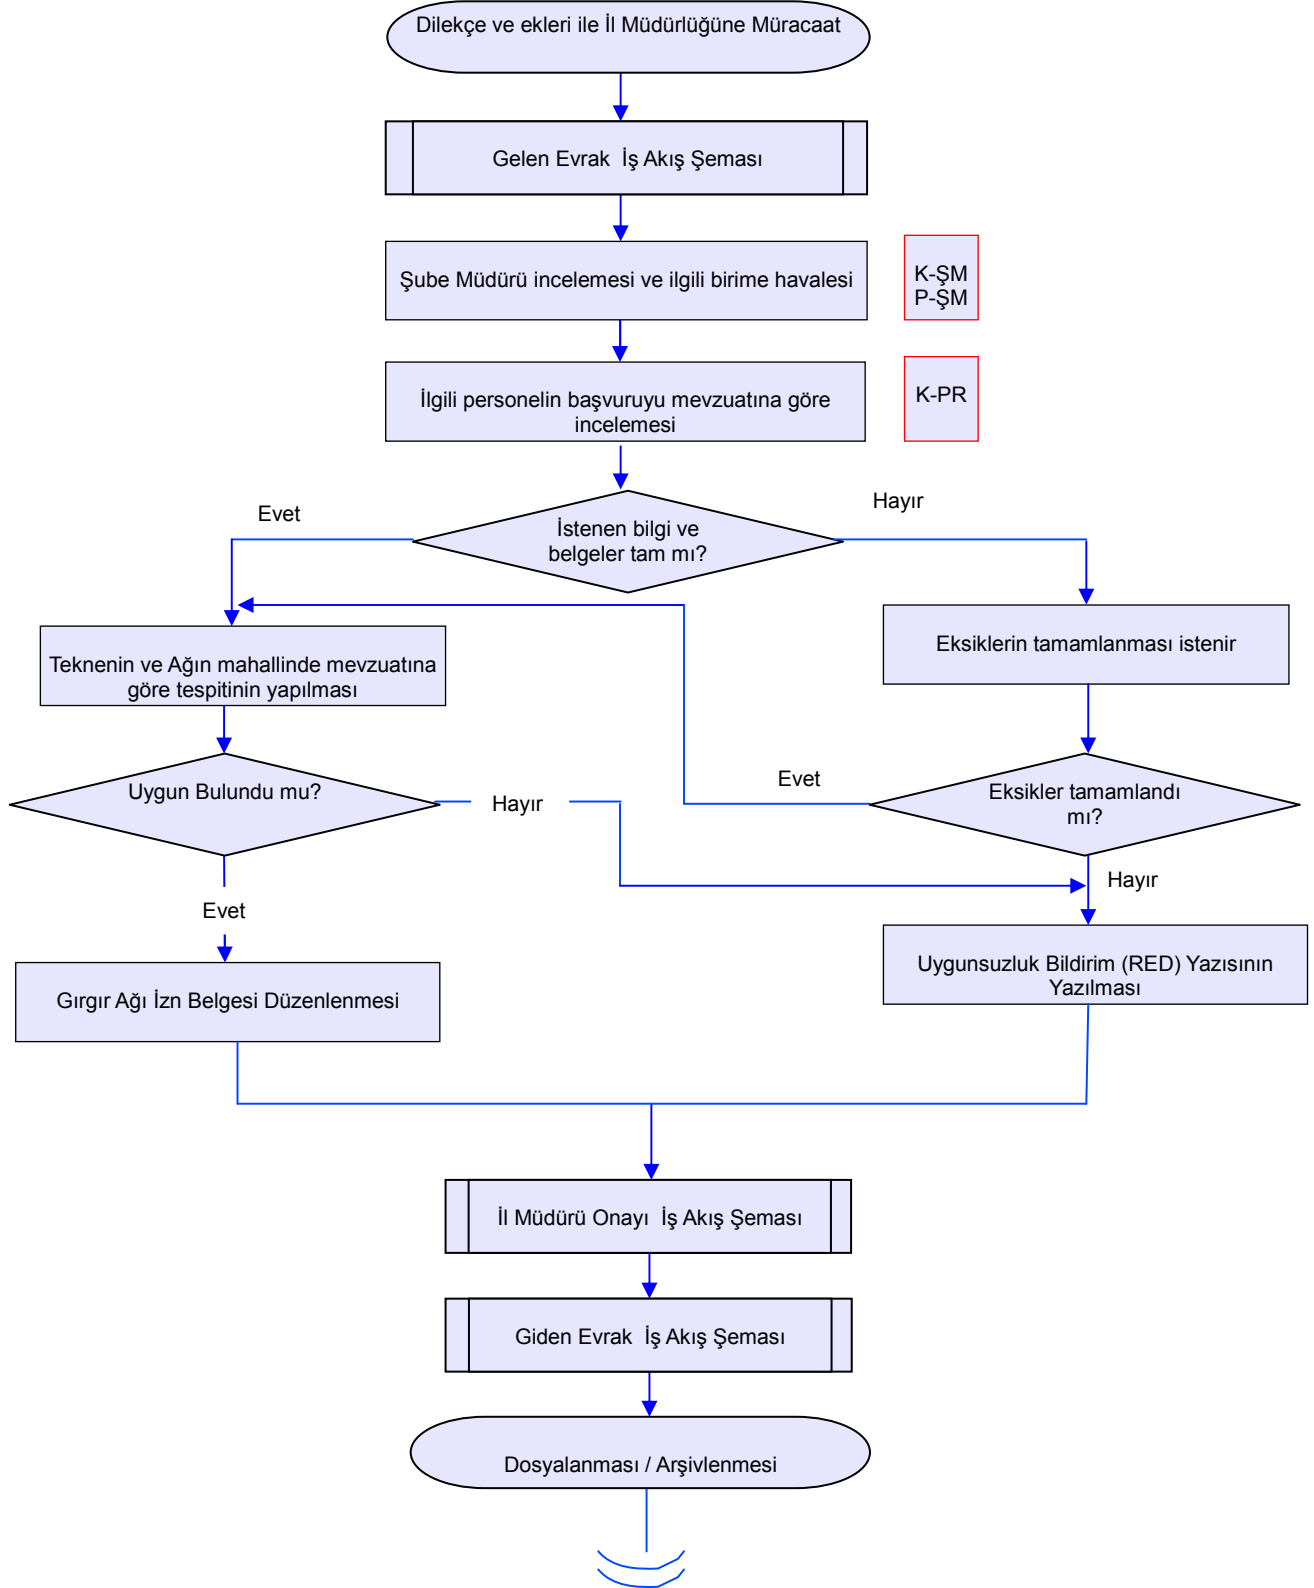 Dilekçe ve ekleri ile İl Müdürlüğüne Müracaat
Gelen Evrak İş Akış Şeması
Şube Müdürü incelemesi ve ilgili birime havalesi
K-ŞM
P-ŞM
İlgili personelin başvuruyu mevzuatına göre
incelemesi
K-PR
Evet
İstenen bilgi ve
belgeler tam mı?
Hayır
Teknenin ve Ağın mahallinde mevzuatına
göre tespitinin yapılması
Eksiklerin tamamlanması istenir
Uygun Bulundu mu?
Hayır
Evet
Eksikler tamamlandı
mı?
Hayır
Evet
Uygunsuzluk Bildirim (RED) Yazısının
Yazılması
Gırgır Ağı İzn Belgesi Düzenlenmesi
İl Müdürü Onayı İş Akış Şeması
Giden Evrak İş Akış Şeması
Dosyalanması / Arşivlenmesi